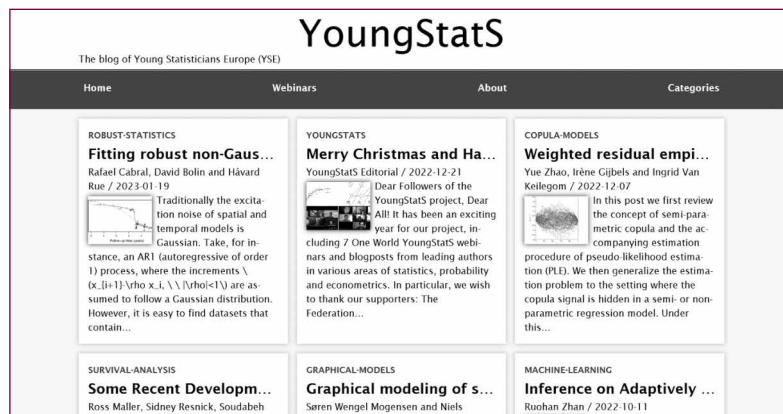 YoungStatS
The blog of Young Statisticians Europe (YSE)
Home Webinars About Categories
ROBUST-STATISTICS
Fitting robust non-Gaus...
Rafael Cabral, David Bolin and Håvard
Rue / 2023-01-19
Traditionally the excita-
tion noise of spatial and
temporal models is
Gaussian. Take, for in-
stance, an AR1 (autoregressive of order
1) process, where the increments \
(x_{i+1}-\rho x_i, \ \ |\rho|<1\) are as-
sumed to follow a Gaussian distribution.
However, it is easy to find datasets that
contain...
YOUNGSTATS
Merry Christmas and Ha...
YoungStatS Editorial / 2022-12-21
Dear Followers of the
YoungStatS project, Dear
All! It has been an exciting
year for our project, in-
cluding 7 One World YoungStatS webi-
nars and blogposts from leading authors
in various areas of statistics, probability
and econometrics. In particular, we wish
to thank our supporters: The
Federation...
COPULA-MODELS
Weighted residual empi...
Yue Zhao, Irène Gijbels and Ingrid Van
Keilegom / 2022-12-07
In this post we first review
the concept of semi-para-
metric copula and the ac-
companying estimation
procedure of pseudo-likelihood estima-
tion (PLE). We then generalize the estima-
tion problem to the setting where the
copula signal is hidden in a semi- or non-
parametric regression model. Under
this...
SURVIVAL-ANALYSIS
Some Recent Developm...
Ross Maller, Sidney Resnick, Soudabeh
GRAPHICAL-MODELS
Graphical modeling of s...
Søren Wengel Mogensen and Niels
MACHINE-LEARNING
Inference on Adaptively ...
Ruohan Zhan / 2022-10-11